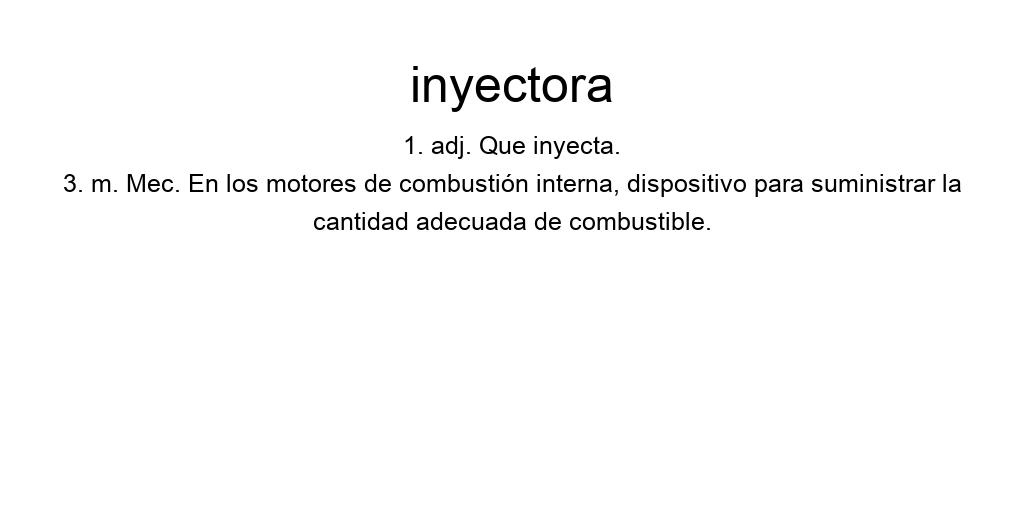 inyectora
1. adj. Que inyecta.
3. m. Mec. En los motores de combustión interna, dispositivo para suministrar la
cantidad adecuada de combustible.